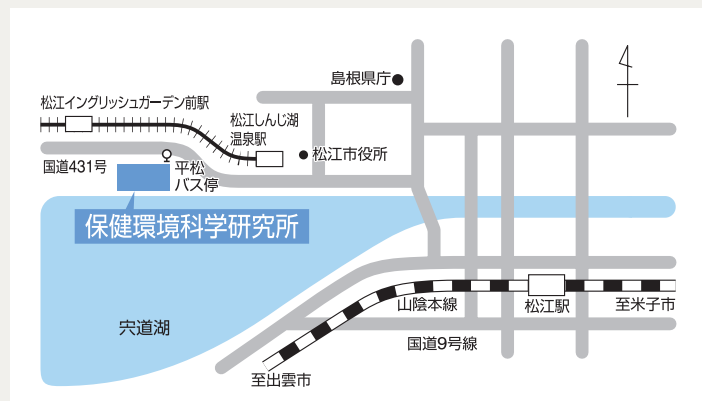 島根県庁
松江イングリッシュガーデン前駅
松江しんじ湖
温泉駅
松江市役所
国道431号
平松
バス停
保健環境科学研究所
宍道湖
山陰本線
松江駅
至米子市
国道9号線
至出雲市